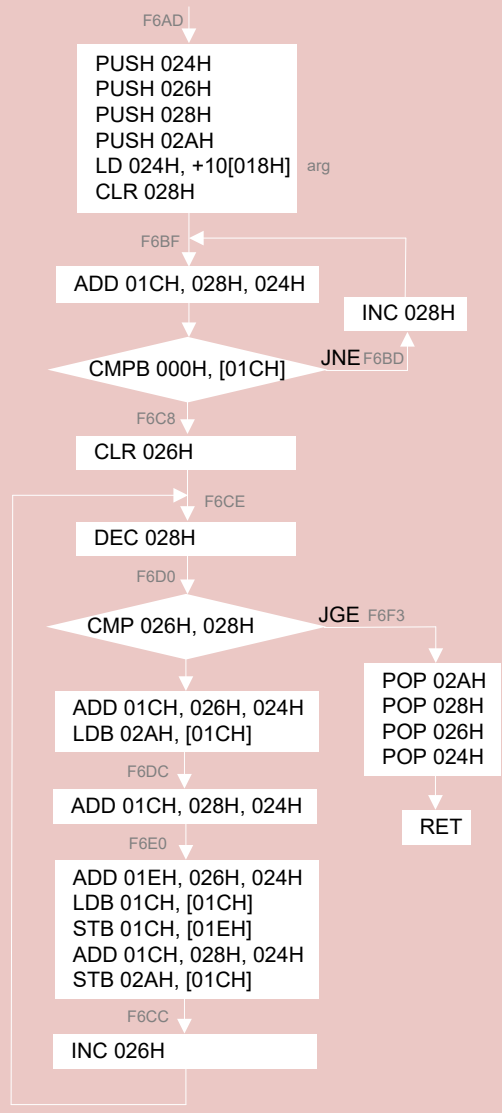 F6AD
PUSH 024H
PUSH 026H
PUSH 028H
PUSH 02AH
LD 024H, +10[018H] arg
CLR 028H
F6BF
ADD 01CH, 028H, 024H
INC 028H
CMPB 000H, [01CH]
JNE F6BD
F6C8
CLR 026H
F6CE
DEC 028H
F6D0
CMP 026H, 028H
JGE F6F3
POP 02AH
POP 028H
POP 026H
POP 024H
RET
ADD 01CH, 026H, 024H
LDB 02AH, [01CH]
F6DC
ADD 01CH, 028H, 024H
F6E0
ADD 01EH, 026H, 024H
LDB 01CH, [01CH]
STB 01CH, [01EH]
ADD 01CH, 028H, 024H
STB 02AH, [01CH]
F6CC
INC 026H